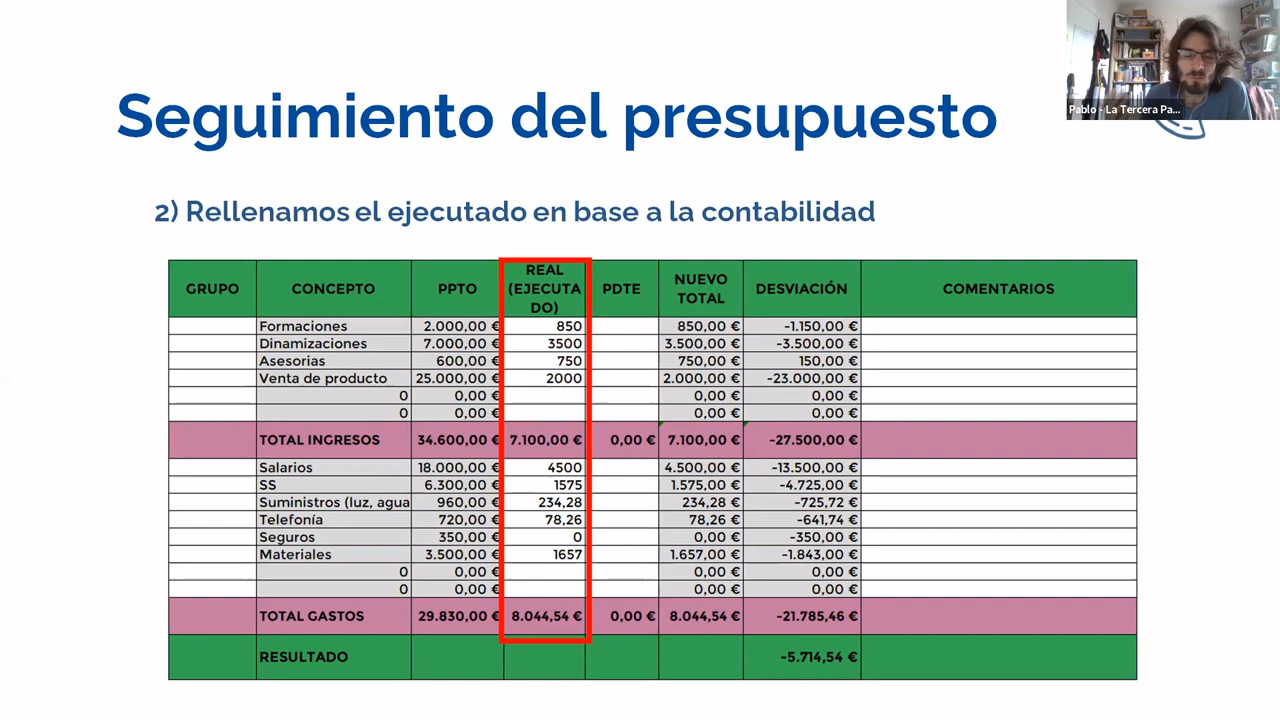 Pablo - La Tercera Pa...
Seguimiento del presupuesto
2) Rellenamos el ejecutado en base a la contabilidad
GRUPO CONCEPTO PPTO REAL (EJECUTADO) PDTE NUEVO TOTAL DESVIACIÓN COMENTARIOS
Formaciones 2.000,00 € 850 850,00 € -1.150,00 €
Dinamizaciones 7.000,00 € 3500 3.500,00 € -3.500,00 €
Asesorias 600,00 € 750 750,00 € 150,00 €
Venta de producto 25.000,00 € 2000 2.000,00 € -23.000,00 €
0 0,00 € 0,00 € 0,00 €
0 0,00 € 0,00 € 0,00 €
TOTAL INGRESOS 34.600,00 € 7.100,00 € 0,00 € 7.100,00 € -27.500,00 €
Salarios 18.000,00 € 4500 4.500,00 € -13.500,00 €
SS 6.300,00 € 1575 1.575,00 € -4.725,00 €
Suministros (luz, agua 960,00 € 234,28 234,28 € -725,72 €
Telefonía 720,00 € 78,26 78,26 € -641,74 €
Seguros 350,00 € 0 0,00 € -350,00 €
Materiales 3.500,00 € 1657 1.657,00 € -1.843,00 €
0 0,00 € 0,00 € 0,00 €
0 0,00 € 0,00 € 0,00 €
TOTAL GASTOS 29.830,00 € 8.044,54 € 0,00 € 8.044,54 € -21.785,46 €
RESULTADO -5.714,54 €